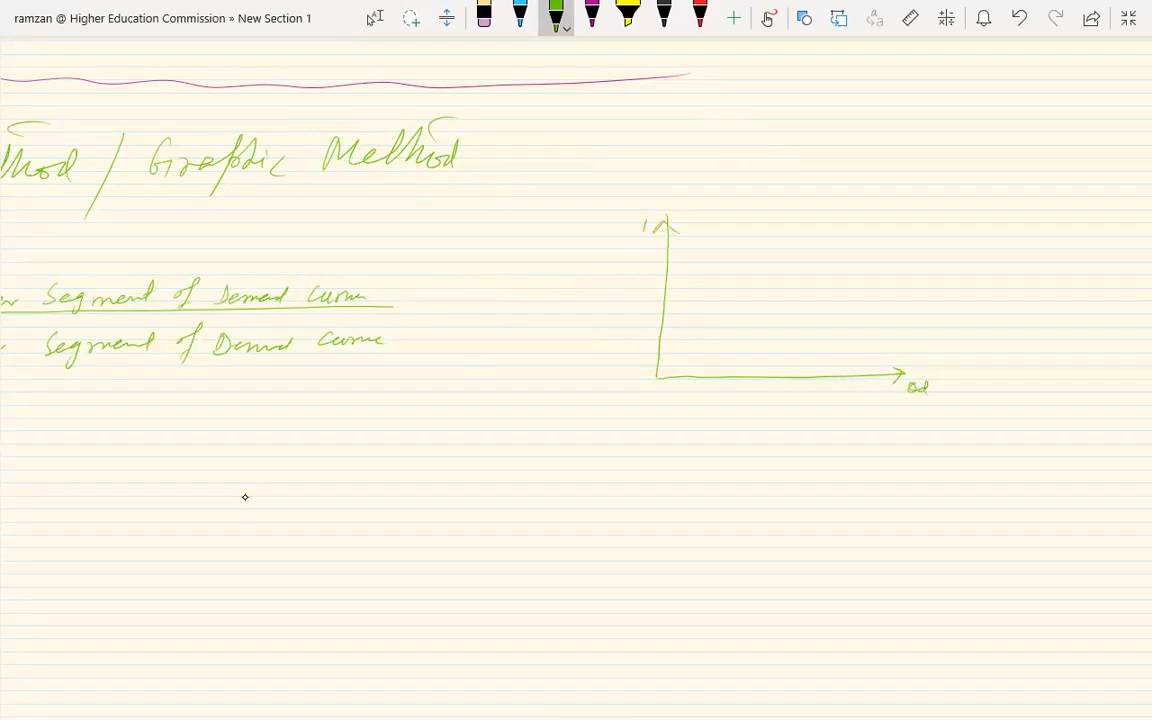 ramzan @ Higher Education Commission » New Section 1
/ Graphic Method
Segment of Demand Curve
Segment of Demand Curve
Qd